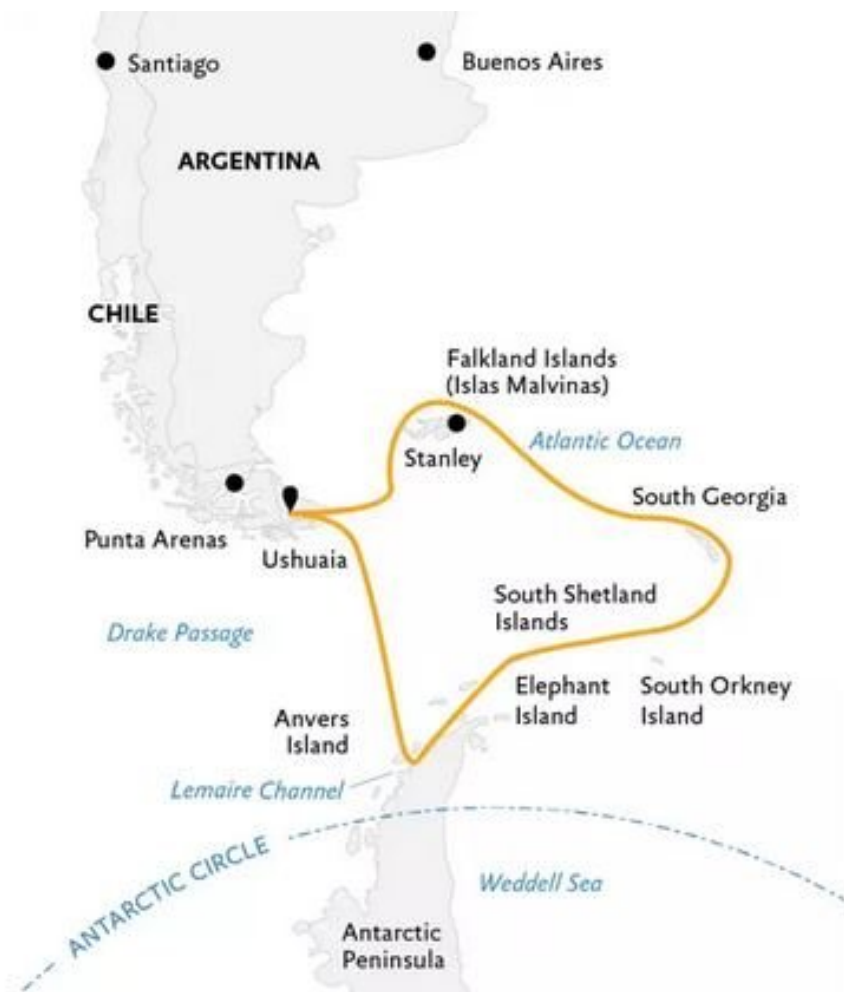 Santiago
Buenos Aires
ARGENTINA
CHILE
Falkland Islands
(Islas Malvinas)
Atlantic Ocean
Stanley
South Georgia
Punta Arenas
Ushuaia
South Shetland
Islands
Drake Passage
Elephant
Island
South Orkney
Island
Anvers
Island
Lemaire Channel
ANTARCTIC CIRCLE
Weddell Sea
Antarctic
Peninsula